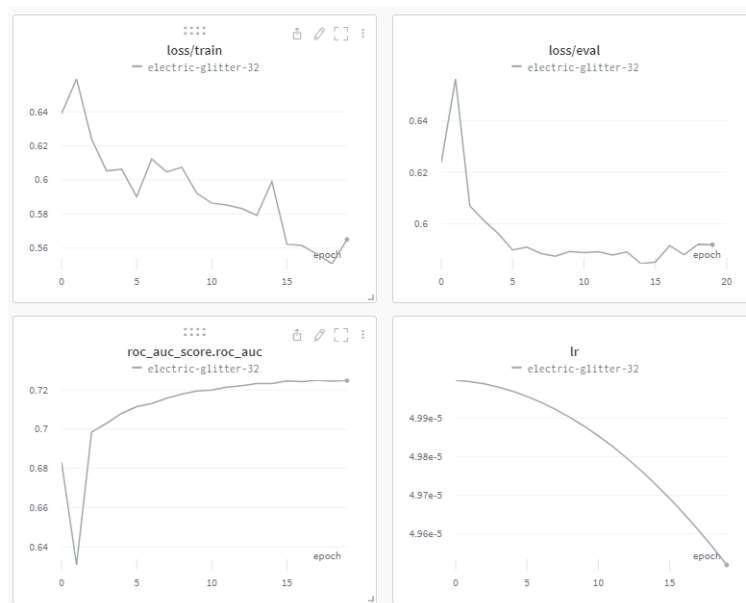 loss/train
electric-glitter-32
0.64
0.62
0.6
0.58
0.56
epoch
0 5 10 15
loss/eval
electric-glitter-32
0.64
0.62
0.6
epoch
0 5 10 15 20
roc_auc_score.roc_auc
electric-glitter-32
0.72
0.7
0.68
0.66
0.64
epoch
0 5 10 15
lr
electric-glitter-32
4.99e-5
4.98e-5
4.97e-5
4.96e-5
epoch
0 5 10 15